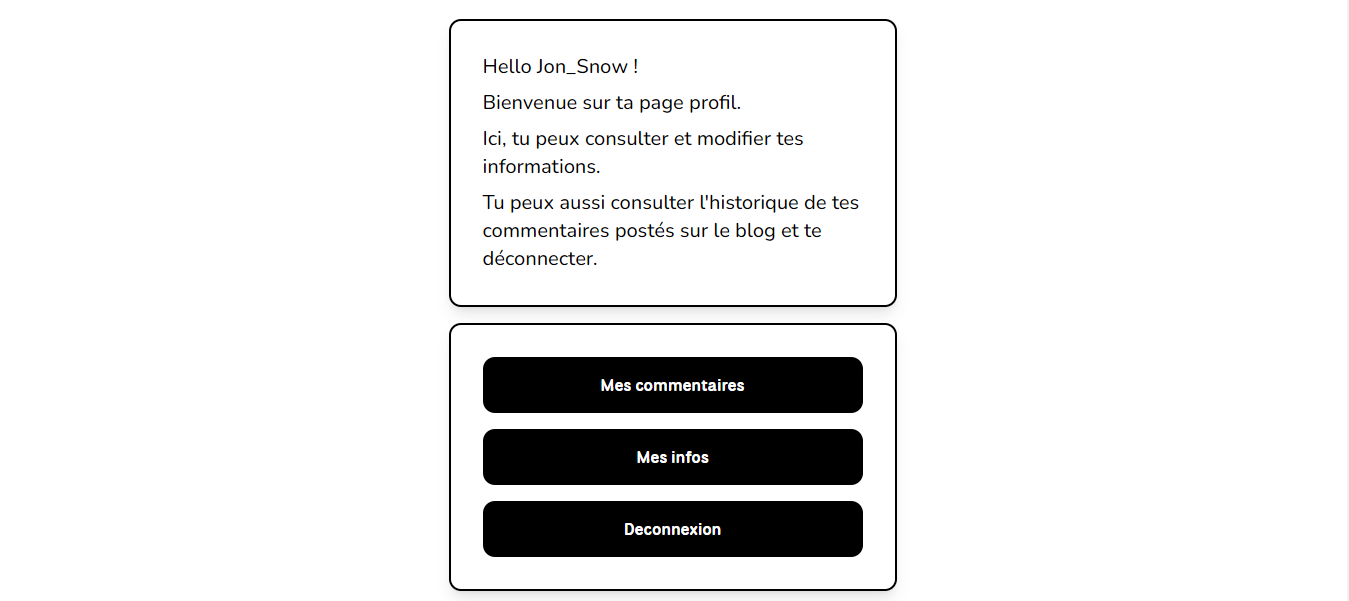 Hello Jon_Snow !
Bienvenue sur ta page profil.
Ici, tu peux consulter et modifier tes
informations.
Tu peux aussi consulter l'historique de tes
commentaires postés sur le blog et te
déconnecter.
Mes commentaires
Mes infos
Deconnexion